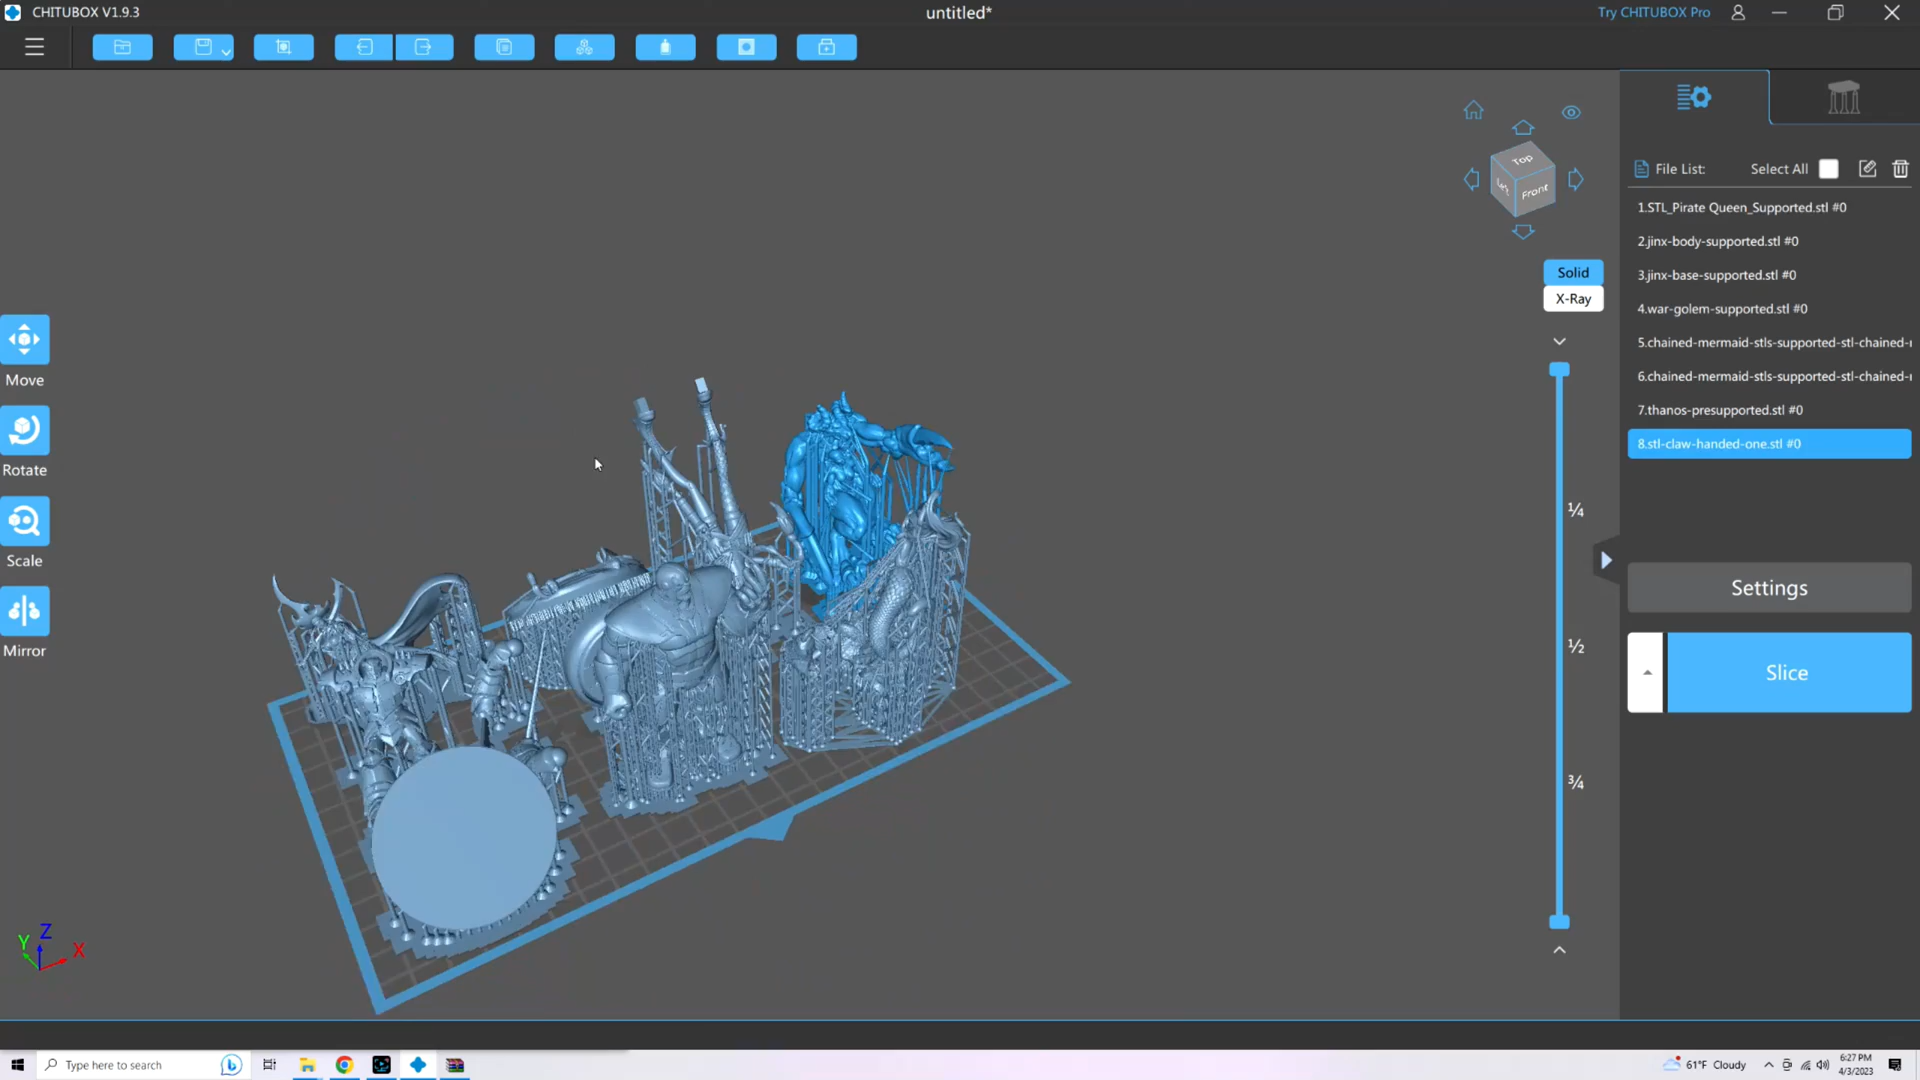 CHITUBOX V1.9.3
untitled*
Try CHITUBOX Pro
Top
Left
Front
File List:
Select All
1.STL_Pirate Queen_Supported.stl #0
2.jinx-body-supported.stl #0
3.jinx-base-supported.stl #0
4.war-golem-supported.stl #0
5.chained-mermaid-stls-supported-stl-chained-
6.chained-mermaid-stls-supported-stl-chained-
7.thanos-presupported.stl #0
8.stl-claw-handed-one.stl #0
Solid
X-Ray
Move
Rotate
Scale
Mirror
¼
½
¾
Settings
Slice
Z
Y
X
Type here to search
61°F Cloudy
6:27 PM
4/3/2023